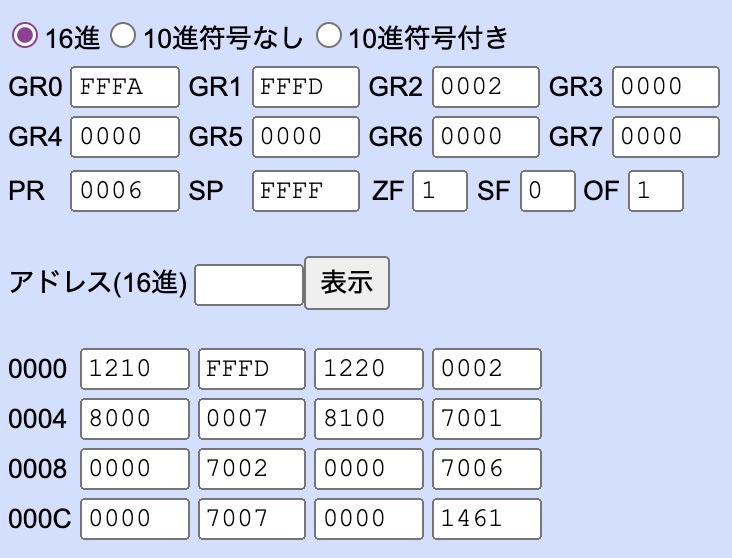 16進 10進符号なし 10進符号付き
GR0 FFFA GR1 FFFD GR2 0002 GR3 0000
GR4 0000 GR5 0000 GR6 0000 GR7 0000
PR 0006 SP FFFF ZF 1 SF 0 OF 1
アドレス(16進) 表示
0000 1210 FFFD 1220 0002
0004 8000 0007 8100 7001
0008 0000 7002 0000 7006
000C 0000 7007 0000 1461